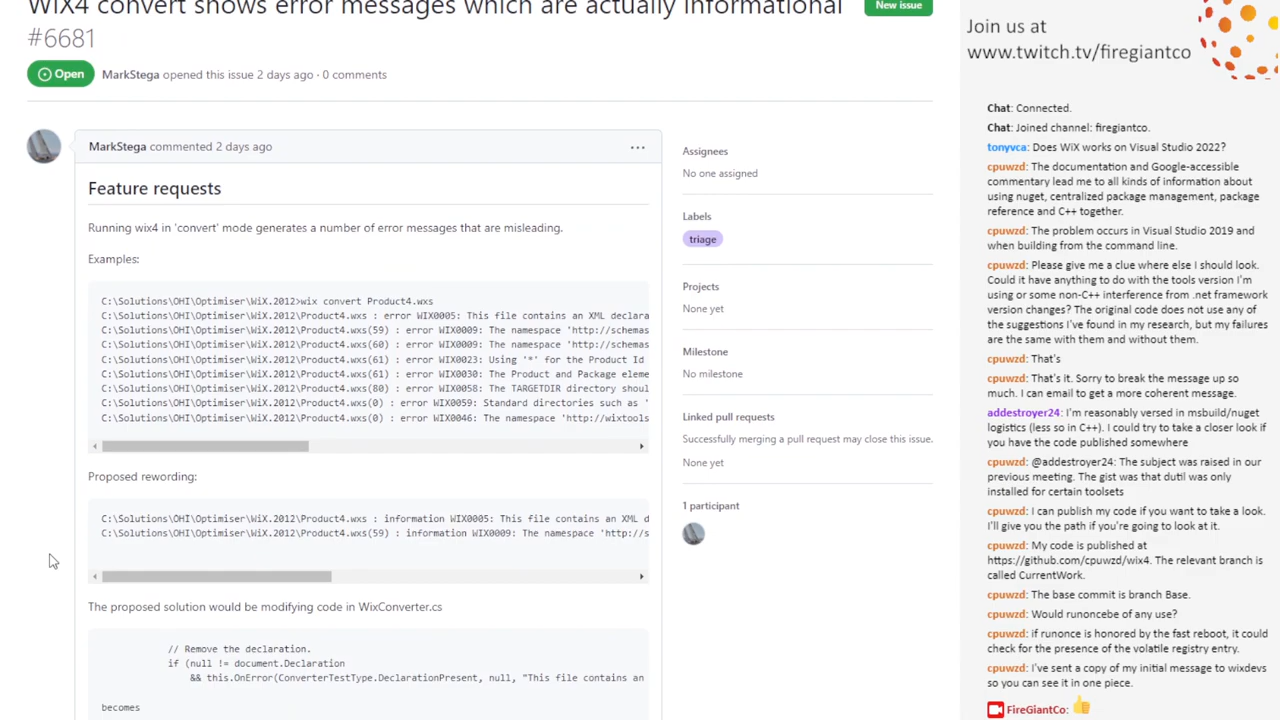 WIX4 convert shows error messages which are actually informational
#6681
New issue
Open
MarkStega opened this issue 2 days ago · 0 comments
MarkStega commented 2 days ago
Feature requests
Running wix4 in 'convert' mode generates a number of error messages that are misleading.
Examples:
C:\Solutions\OHI\Optimiser\WiX.2012>wix convert Product4.wxs
C:\Solutions\OHI\Optimiser\WiX.2012\Product4.wxs : error WIX0005: This file contains an XML declara
C:\Solutions\OHI\Optimiser\WiX.2012\Product4.wxs(59) : error WIX0009: The namespace 'http://schemas
C:\Solutions\OHI\Optimiser\WiX.2012\Product4.wxs(60) : error WIX0009: The namespace 'http://schemas
C:\Solutions\OHI\Optimiser\WiX.2012\Product4.wxs(61) : error WIX0023: Using '*' for the Product Id
C:\Solutions\OHI\Optimiser\WiX.2012\Product4.wxs(61) : error WIX0030: The Product and Package eleme
C:\Solutions\OHI\Optimiser\WiX.2012\Product4.wxs(80) : error WIX0058: The TARGETDIR directory shoul
C:\Solutions\OHI\Optimiser\WiX.2012\Product4.wxs(0) : error WIX0059: Standard directories such as '
C:\Solutions\OHI\Optimiser\WiX.2012\Product4.wxs(0) : error WIX0046: The namespace 'http://wixtools
Proposed rewording:
C:\Solutions\OHI\Optimiser\WiX.2012\Product4.wxs : information WIX0005: This file contains an XML d
C:\Solutions\OHI\Optimiser\WiX.2012\Product4.wxs(59) : information WIX0009: The namespace 'http://s
The proposed solution would be modifying code in WixConverter.cs
// Remove the declaration.
if (null != document.Declaration
&& this.OnError(ConverterTestType.DeclarationPresent, null, "This file contains an
becomes
Assignees
No one assigned
Labels
triage
Projects
None yet
Milestone
No milestone
Linked pull requests
Successfully merging a pull request may close this issue.
None yet
1 participant
Join us at
www.twitch.tv/firegiantco
Chat: Connected.
Chat: Joined channel: firegiantco.
tonyvca: Does WiX works on Visual Studio 2022?
cpuwzd: The documentation and Google-accessible
commentary lead me to all kinds of information about
using nuget, centralized package management, package
reference and C++ together.
cpuwzd: The problem occurs in Visual Studio 2019 and
when building from the command line.
cpuwzd: Please give me a clue where else I should look.
Could it have anything to do with the tools version I'm
using or some non-C++ interference from .net framework
version changes? The original code does not use any of
the suggestions I've found in my research, but my failures
are the same with them and without them.
cpuwzd: That's
cpuwzd: That's it. Sorry to break the message up so
much. I can email to get a more coherent message.
addestroyer24: I'm reasonably versed in msbuild/nuget
logistics (less so in C++). I could try to take a closer look if
you have the code published somewhere
cpuwzd: @addestroyer24: The subject was raised in our
previous meeting. The gist was that dutil was only
installed for certain toolsets
cpuwzd: I can publish my code if you want to take a look.
I'll give you the path if you're going to look at it.
cpuwzd: My code is published at
https://github.com/cpuwzd/wix4. The relevant branch is
called CurrentWork.
cpuwzd: The base commit is branch Base.
cpuwzd: Would runoncebe of any use?
cpuwzd: if runonce is honored by the fast reboot, it could
check for the presence of the volatile registry entry.
cpuwzd: I've sent a copy of my initial message to wixdevs
so you can see it in one piece.
FireGiantCo: